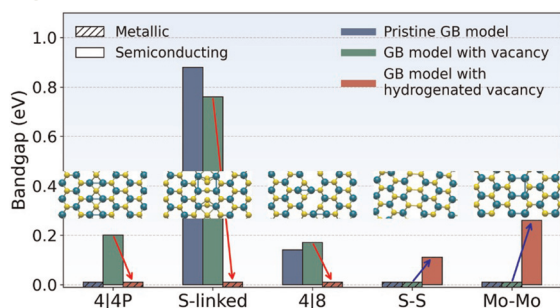 Metallic
Semiconducting
Pristine GB model
GB model with vacancy
GB model with
hydrogenated vacancy
Bandgap (eV)
1.0
0.8
0.6
0.4
0.2
0.0
4|4P
S-linked
4|8
S-S
Mo-Mo